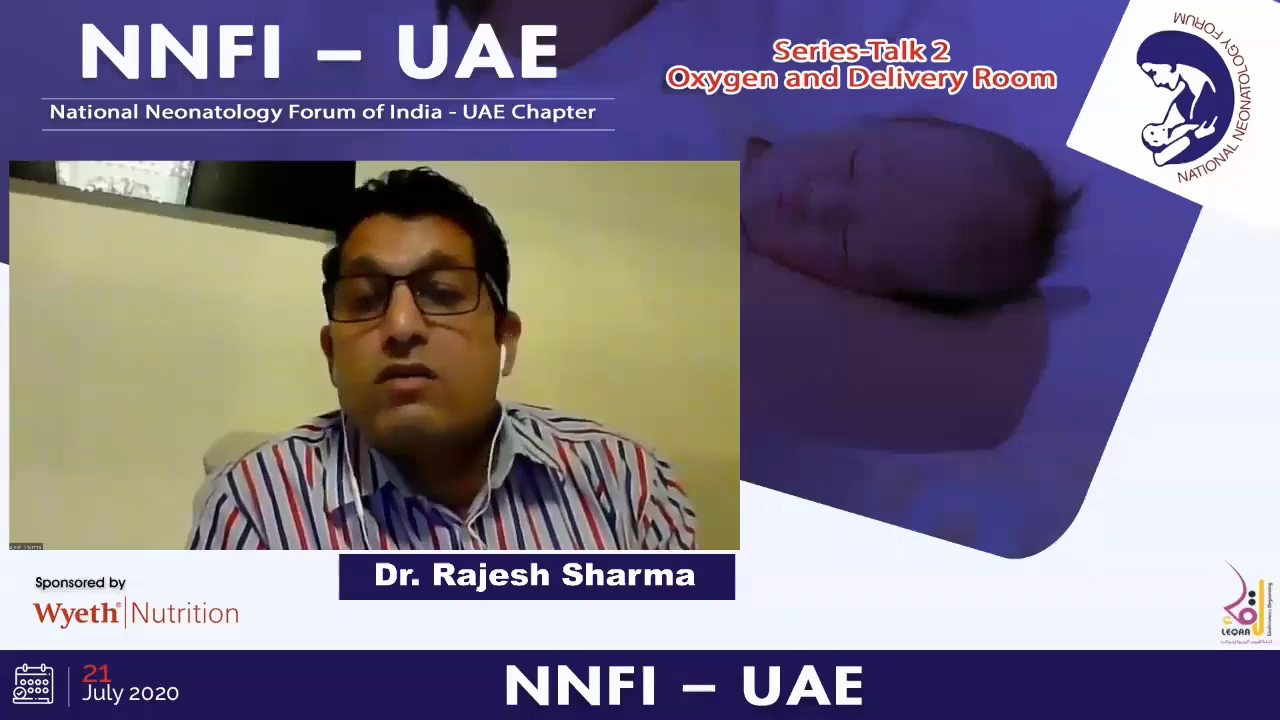 NNFI – UAE
National Neonatology Forum of India - UAE Chapter
Series-Talk 2
Oxygen and Delivery Room
NATIONAL NEONATOLOGY FORUM
Dr. Rajesh Sharma
Sponsored by
Wyeth® Nutrition
LEQAA
21
July 2020
NNFI – UAE